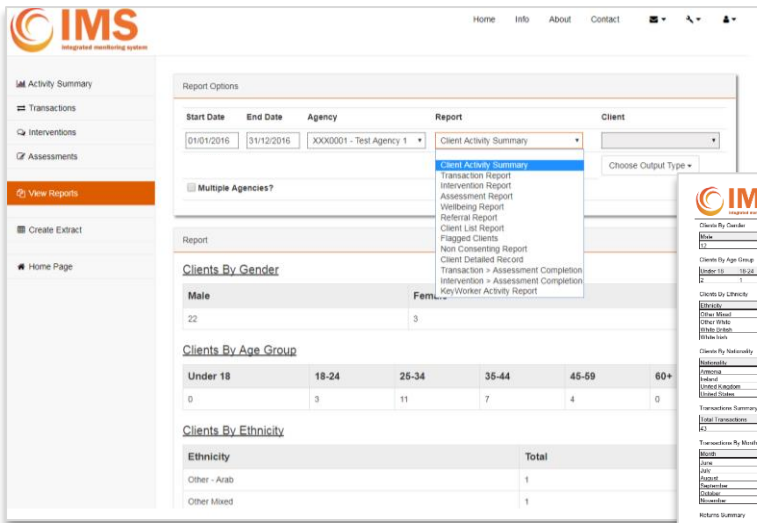 IMS
Integrated monitoring system
Home Info About Contact
Activity Summary
Transactions
Interventions
Assessments
View Reports
Create Extract
Home Page
Report Options
Start Date End Date Agency Report Client
01/01/2016 31/12/2016 XXX0001 - Test Agency 1 Client Activity Summary
Choose Output Type
Multiple Agencies?
Client Activity Summary
Transaction Report
Intervention Report
Assessment Report
Wellbeing Report
Referral Report
Client List Report
Flagged Clients
Non Consenting Report
Client Detailed Record
Transaction > Assessment Completion
Intervention > Assessment Completion
KeyWorker Activity Report
Report
Clients By Gender
Male Fem
22 3
Clients By Age Group
Under 18 18-24 25-34 35-44 45-59 60+
0 3 11 7 4 0
Clients By Ethnicity
Ethnicity Total
Other - Arab 1
Other Mixed 1
IM
Clients By Gender
Male
12
Clients By Age Group
Under 18 18-24
2 1
Clients By Ethnicity
Ethnicity
Other Mixed
Other White
White British
White Irish
Clients By Nationality
Nationality
Armenia
Ireland
United Kingdom
United States
Transactions Summary
Total Transactions
43
Transactions By Month
Month
June
July
August
September
October
November
Returns Summary